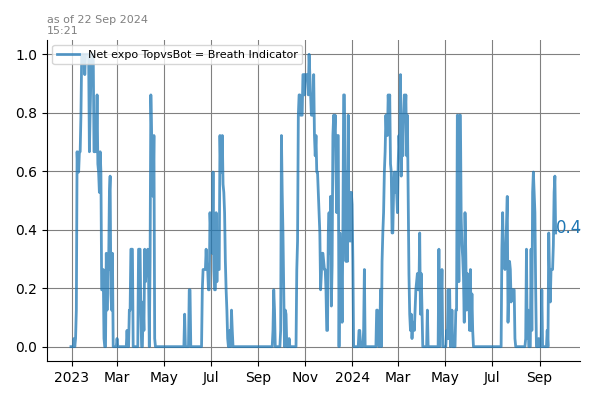 as of 22 Sep 2024
15:21
Net expo TopvsBot = Breath Indicator
1.0
0.8
0.6
0.4
0.4
0.2
0.0
2023 Mar May Jul Sep Nov 2024 Mar May Jul Sep